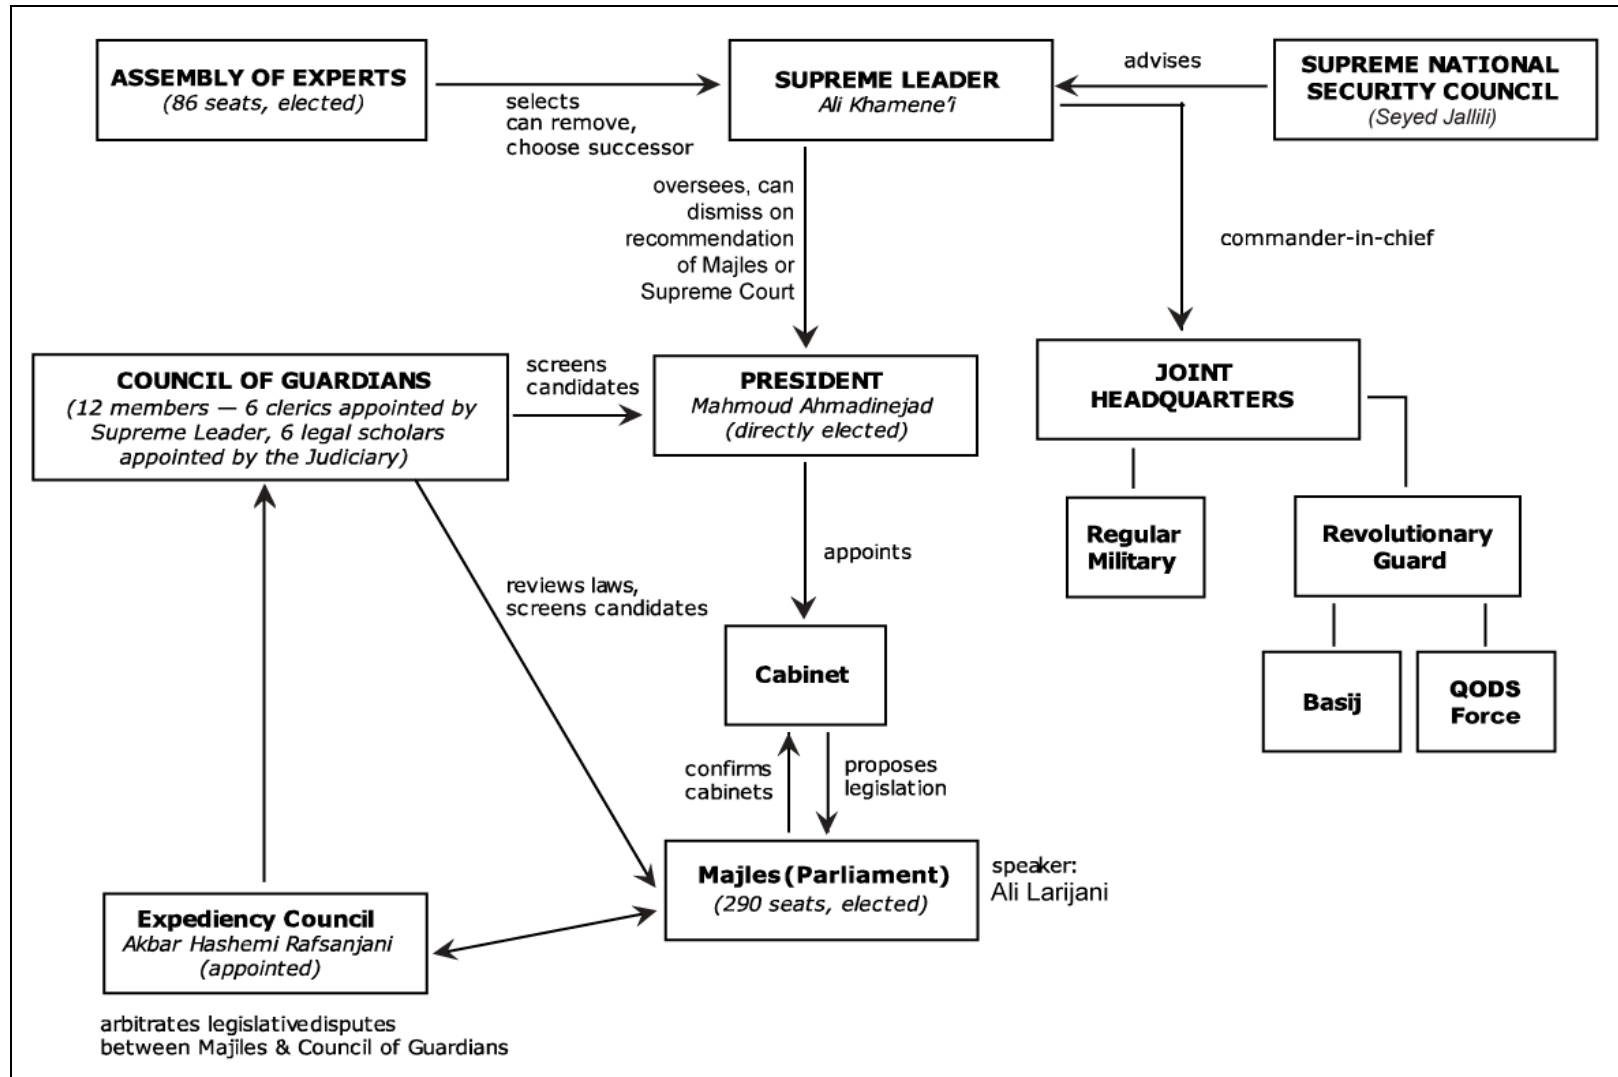 ASSEMBLY OF EXPERTS
(86 seats, elected)
selects
can remove,
choose successor
SUPREME LEADER
Ali Khamene’i
advises
SUPREME NATIONAL
SECURITY COUNCIL
(Seyed Jallili)
oversees, can
dismiss on
recommendation
of Majles or
Supreme Court
commander-in-chief
COUNCIL OF GUARDIANS
(12 members — 6 clerics appointed by
Supreme Leader, 6 legal scholars
appointed by the Judiciary)
screens
candidates
PRESIDENT
Mahmoud Ahmadinejad
(directly elected)
JOINT
HEADQUARTERS
Regular
Military
Revolutionary
Guard
appoints
reviews laws,
screens candidates
Cabinet
Basij
QODS
Force
confirms
cabinets
proposes
legislation
Majles (Parliament)
(290 seats, elected)
speaker:
Ali Larijani
Expediency Council
Akbar Hashemi Rafsanjani
(appointed)
arbitrates legislative disputes
between Majiles & Council of Guardians